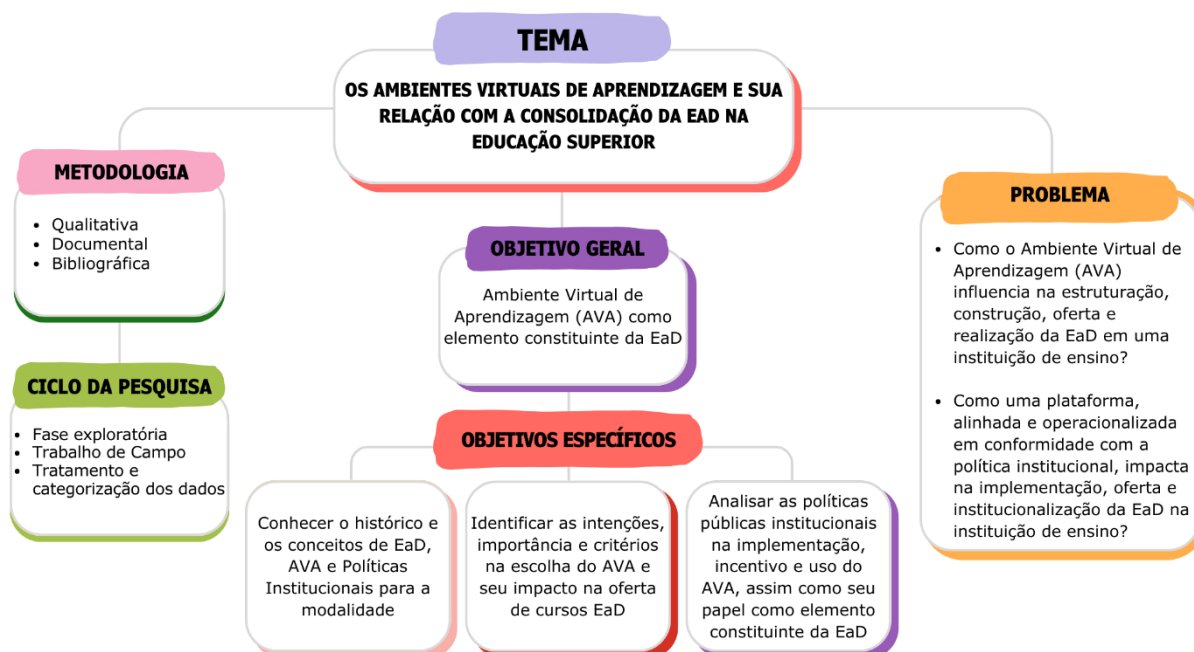 TEMA
OS AMBIENTES VIRTUAIS DE APRENDIZAGEM E SUA
RELAÇÃO COM A CONSOLIDAÇÃO DA EAD NA
EDUCAÇÃO SUPERIOR
METODOLOGIA
• Qualitativa
• Documental
• Bibliográfica
CICLO DA PESQUISA
• Fase exploratória
• Trabalho de Campo
• Tratamento e
categorização dos dados
OBJETIVO GERAL
Ambiente Virtual de
Aprendizagem (AVA) como
elemento constituinte da EaD
OBJETIVOS ESPECÍFICOS
Conhecer o histórico e
os conceitos de EaD,
AVA e Políticas
Institucionais para a
modalidade
Identificar as intenções,
importância e critérios
na escolha do AVA e
seu impacto na oferta
de cursos EaD
Analisar as políticas
públicas institucionais
na implementação,
incentivo e uso do
AVA, assim como seu
papel como elemento
constituinte da EaD
PROBLEMA
• Como o Ambiente Virtual de
Aprendizagem (AVA)
influencia na estruturação,
construção, oferta e
realização da EaD em uma
instituição de ensino?
• Como uma plataforma,
alinhada e operacionalizada
em conformidade com a
política institucional, impacta
na implementação, oferta e
institucionalização da EaD na
instituição de ensino?